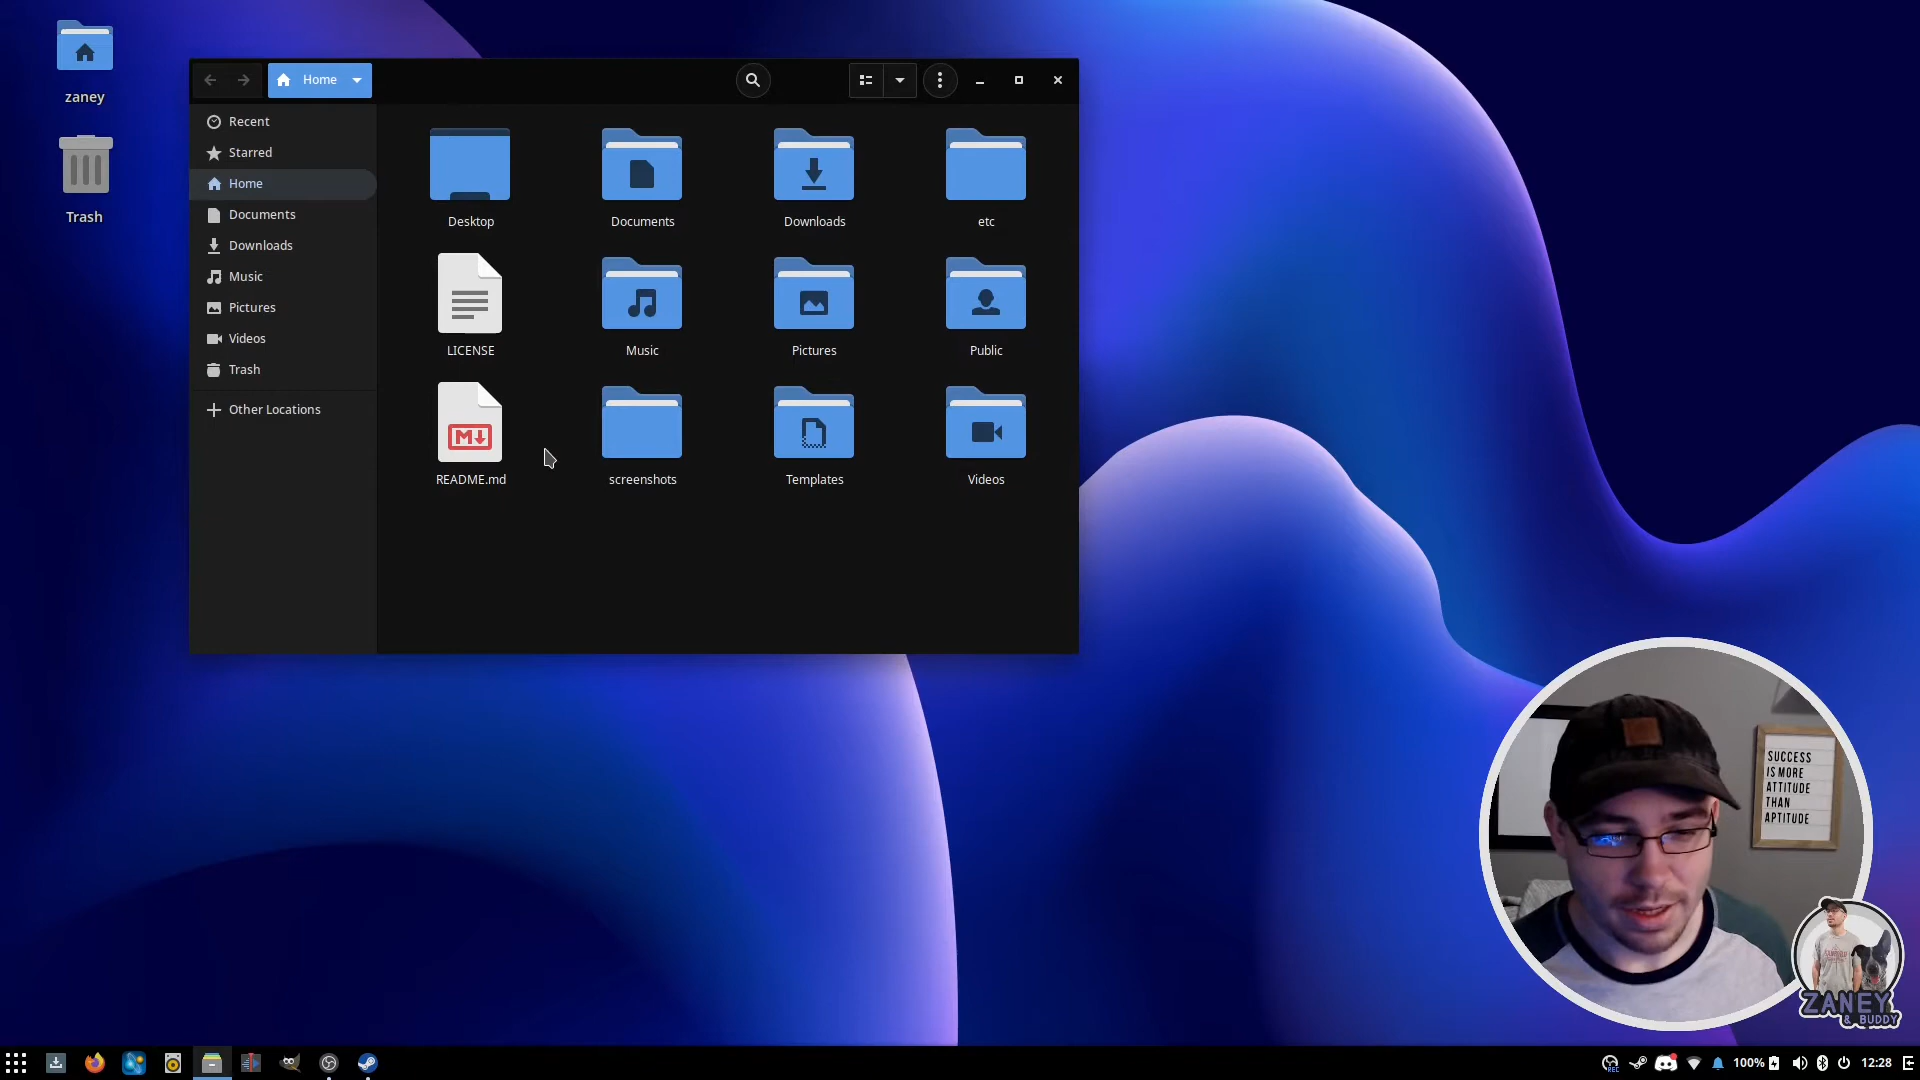 zaney
Trash
Home
Recent
Starred
Home
Documents
Downloads
Music
Pictures
Videos
Trash
Other Locations
Desktop
Documents
Downloads
etc
LICENSE
Music
Pictures
Public
M
README.md
screenshots
Templates
Videos
SUCCESS
IS MORE
ATTITUDE
THAN
APTITUDE
ZANEY
& BUDDY
REC
100%
12:28